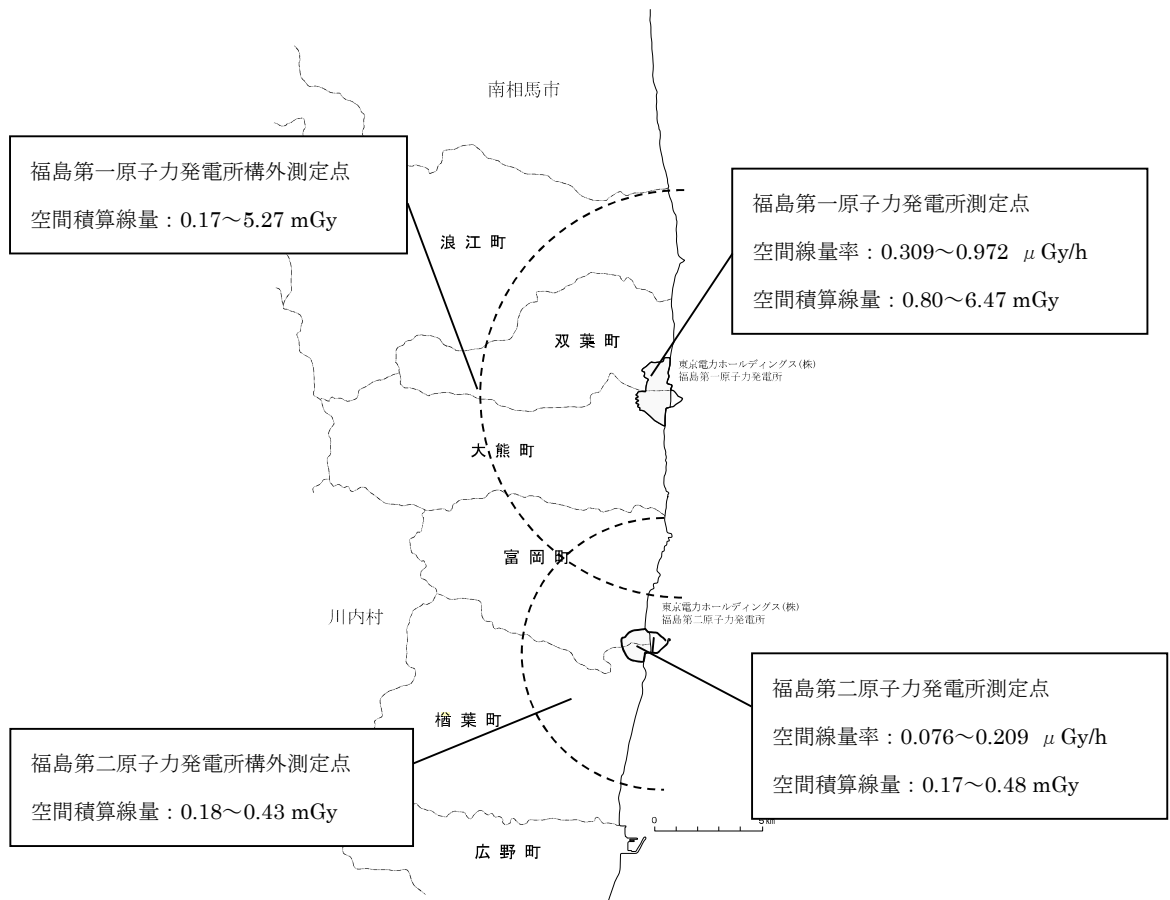 南相馬市
福島第一原子力発電所構外測定点
空間積算線量：0.17～5.27 mGy
福島第一原子力発電所測定点
空間線量率：0.309～0.972 μGy/h
空間積算線量：0.80～6.47 mGy
浪江町
双葉町
東京電力ホールディングス(株)
福島第一原子力発電所
大熊町
富岡町
東京電力ホールディングス(株)
福島第二原子力発電所
川内村
福島第二原子力発電所測定点
空間線量率：0.076～0.209 μGy/h
空間積算線量：0.17～0.48 mGy
楢葉町
福島第二原子力発電所構外測定点
空間積算線量：0.18～0.43 mGy
0 5km
広野町